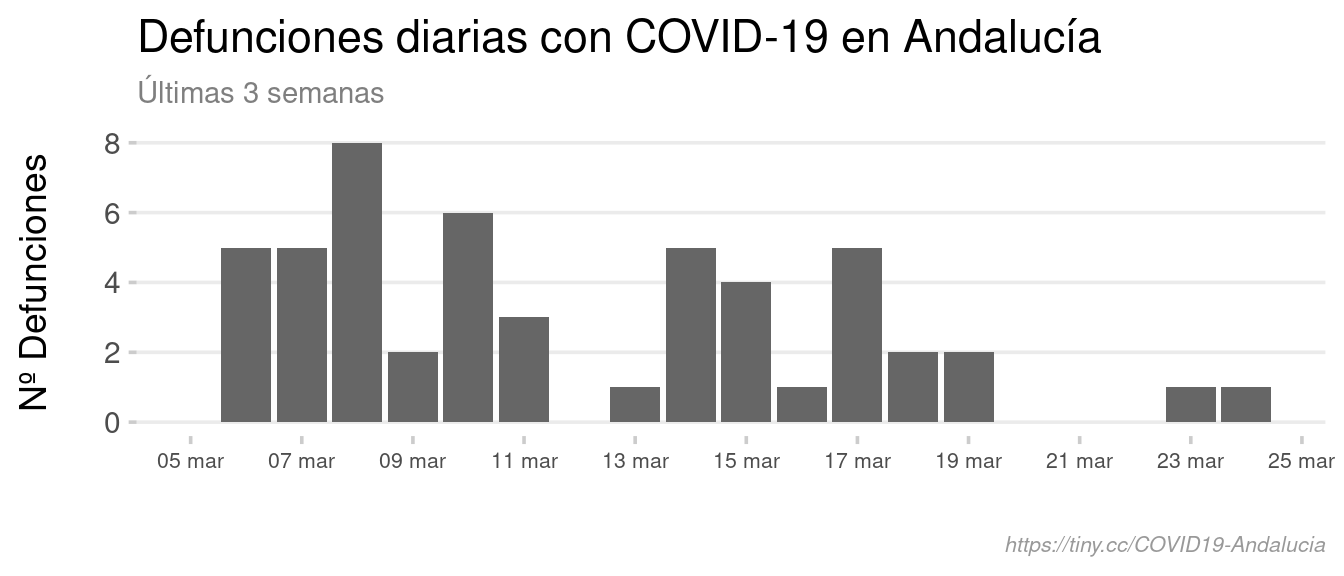 Defunciones diarias con COVID-19 en Andalucía
Últimas 3 semanas
Nº Defunciones
8
6
4
2
0
05 mar 07 mar 09 mar 11 mar 13 mar 15 mar 17 mar 19 mar 21 mar 23 mar 25 mar
https://tiny.cc/COVID19-Andalucia